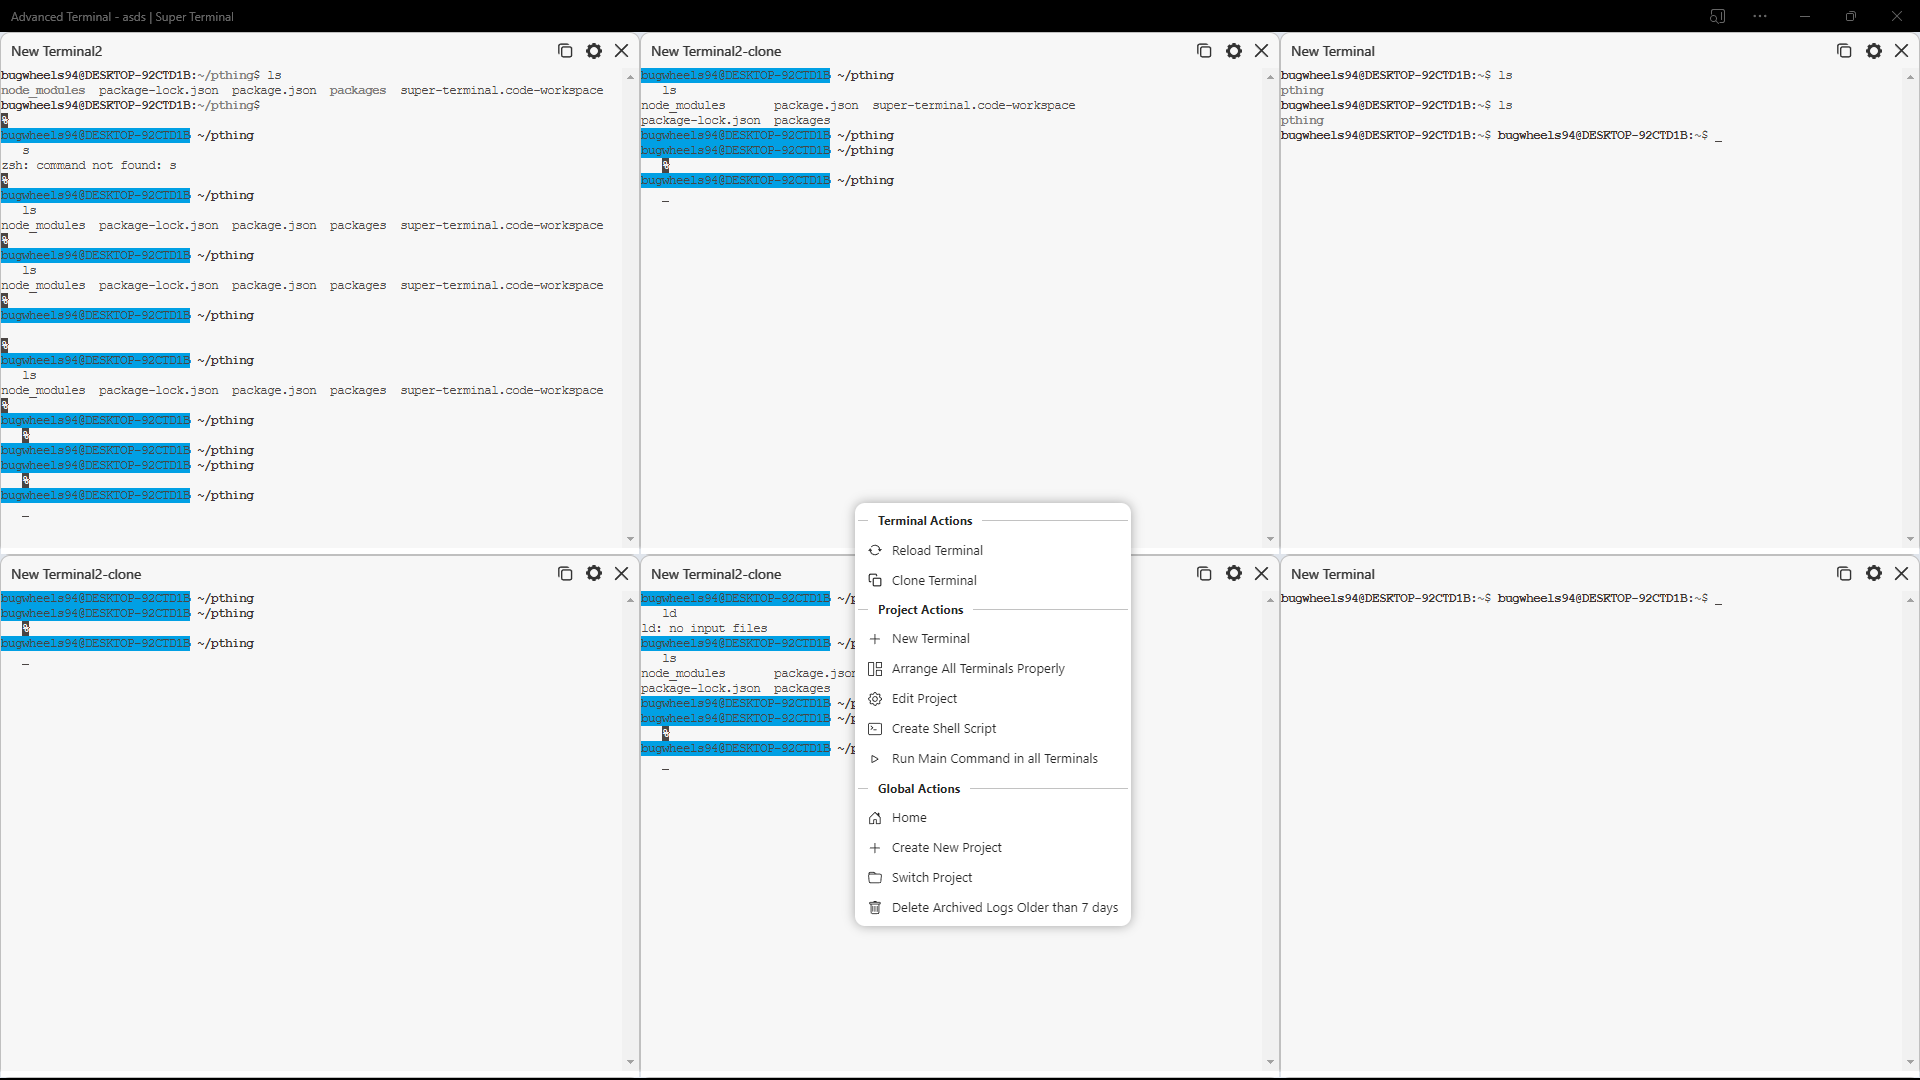 Advanced Terminal - asds | Super Terminal
New Terminal2
bugwheels94@DESKTOP-92CTD1B:~/pthing$ ls
node_modules package-lock.json package.json packages super-terminal.code-workspace
bugwheels94@DESKTOP-92CTD1B:~/pthing$
%
bugwheels94@DESKTOP-92CTD1B ~/pthing
s
zsh: command not found: s
%
bugwheels94@DESKTOP-92CTD1B ~/pthing
ls
node_modules package-lock.json package.json packages super-terminal.code-workspace
%
bugwheels94@DESKTOP-92CTD1B ~/pthing
ls
node_modules package-lock.json package.json packages super-terminal.code-workspace
%
bugwheels94@DESKTOP-92CTD1B ~/pthing
%
bugwheels94@DESKTOP-92CTD1B ~/pthing
ls
node_modules package-lock.json package.json packages super-terminal.code-workspace
%
bugwheels94@DESKTOP-92CTD1B ~/pthing
%
bugwheels94@DESKTOP-92CTD1B ~/pthing
bugwheels94@DESKTOP-92CTD1B ~/pthing
%
bugwheels94@DESKTOP-92CTD1B ~/pthing
_
New Terminal2-clone
bugwheels94@DESKTOP-92CTD1B ~/pthing
ls
node_modules package.json super-terminal.code-workspace
package-lock.json packages
bugwheels94@DESKTOP-92CTD1B ~/pthing
bugwheels94@DESKTOP-92CTD1B ~/pthing
%
bugwheels94@DESKTOP-92CTD1B ~/pthing
_
New Terminal
bugwheels94@DESKTOP-92CTD1B:~$ ls
pthing
bugwheels94@DESKTOP-92CTD1B:~$ ls
pthing
bugwheels94@DESKTOP-92CTD1B:~$ bugwheels94@DESKTOP-92CTD1B:~$ _
New Terminal2-clone
bugwheels94@DESKTOP-92CTD1B ~/pthing
bugwheels94@DESKTOP-92CTD1B ~/pthing
%
bugwheels94@DESKTOP-92CTD1B ~/pthing
_
New Terminal2-clone
bugwheels94@DESKTOP-92CTD1B ~/p
ld
ld: no input files
bugwheels94@DESKTOP-92CTD1B ~/p
ls
node_modules package.json
package-lock.json packages
bugwheels94@DESKTOP-92CTD1B ~/p
bugwheels94@DESKTOP-92CTD1B ~/p
%
bugwheels94@DESKTOP-92CTD1B ~/p
_
Terminal Actions
Reload Terminal
Clone Terminal
Project Actions
New Terminal
Arrange All Terminals Properly
Edit Project
Create Shell Script
Run Main Command in all Terminals
Global Actions
Home
Create New Project
Switch Project
Delete Archived Logs Older than 7 days
New Terminal
bugwheels94@DESKTOP-92CTD1B:~$ bugwheels94@DESKTOP-92CTD1B:~$ _